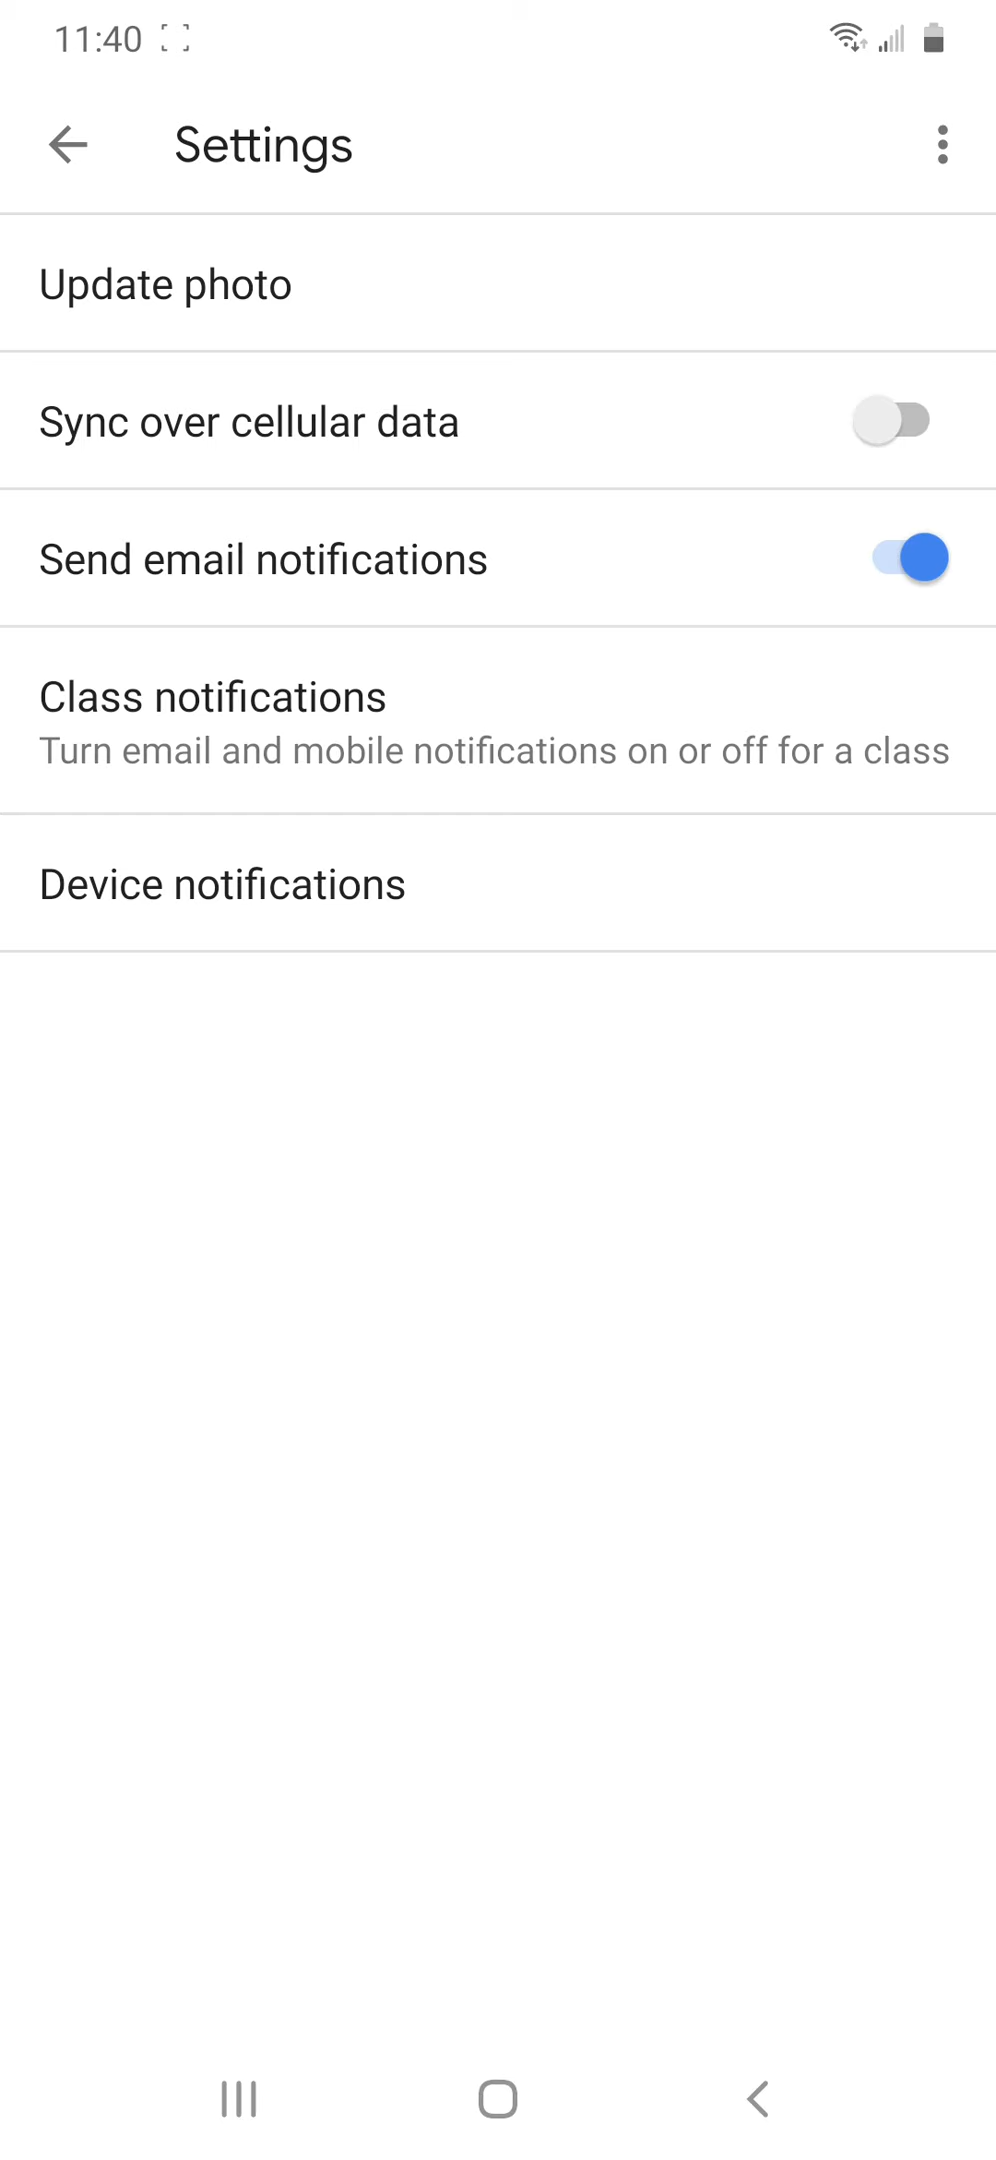 11:40
Settings
Update photo
Sync over cellular data
Send email notifications
Class notifications
Turn email and mobile notifications on or off for a class
Device notifications